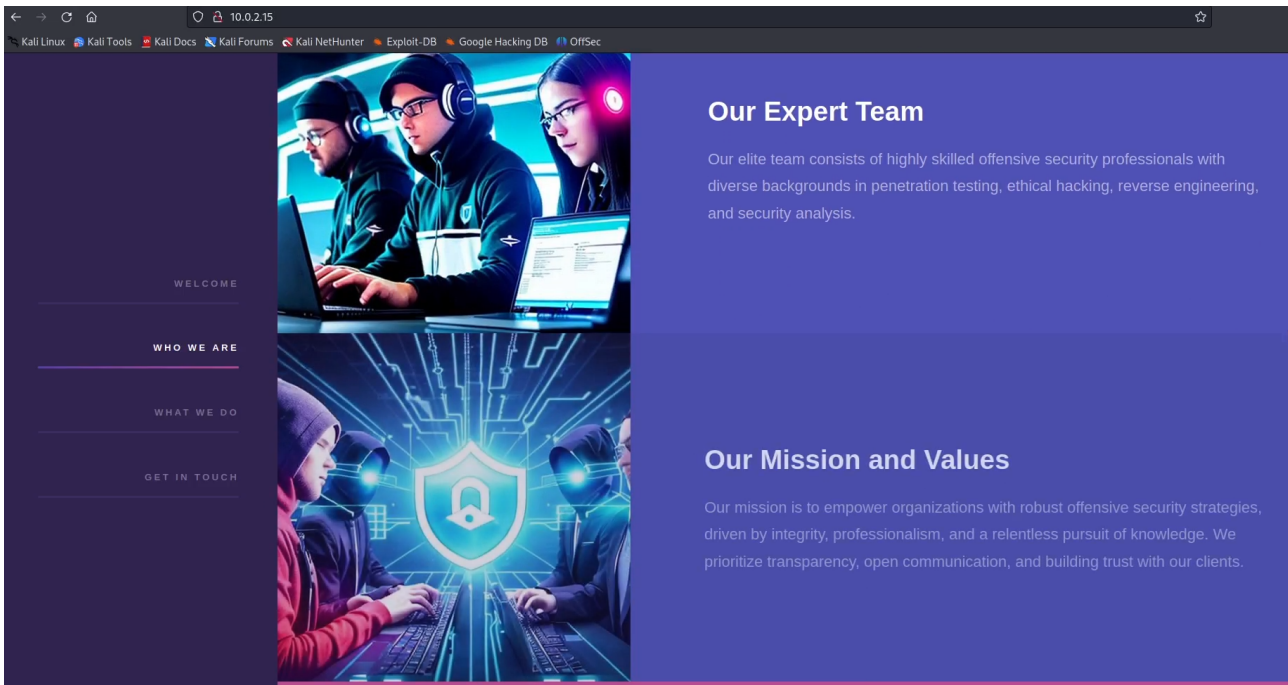 10.0.2.15
Kali Linux Kali Tools Kali Docs Kali Forums Kali NetHunter Exploit-DB Google Hacking DB OffSec
WELCOME
WHO WE ARE
WHAT WE DO
GET IN TOUCH
Our Expert Team
Our elite team consists of highly skilled offensive security professionals with
diverse backgrounds in penetration testing, ethical hacking, reverse engineering,
and security analysis.
Our Mission and Values
Our mission is to empower organizations with robust offensive security strategies,
driven by integrity, professionalism, and a relentless pursuit of knowledge. We
prioritize transparency, open communication, and building trust with our clients.